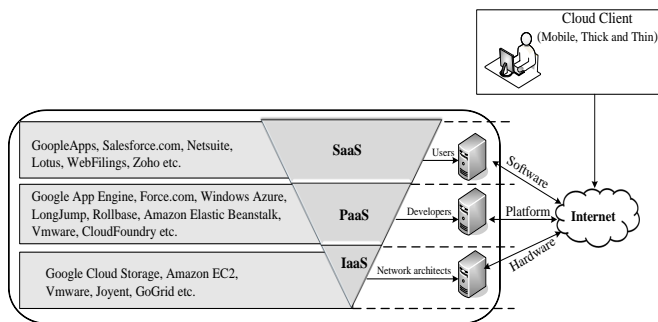 Cloud Client
(Mobile, Thick and Thin)
GoopleApps, Salesforce.com, Netsuite,
Lotus, WebFilings, Zoho etc.
SaaS
Users
Software
Google App Engine, Force.com, Windows Azure,
LongJump, Rollbase, Amazon Elastic Beanstalk,
Vmware, CloudFoundry etc.
PaaS
Developers
Platform
Internet
IaaS
Google Cloud Storage, Amazon EC2,
Vmware, Joyent, GoGrid etc.
Network architects
Hardware